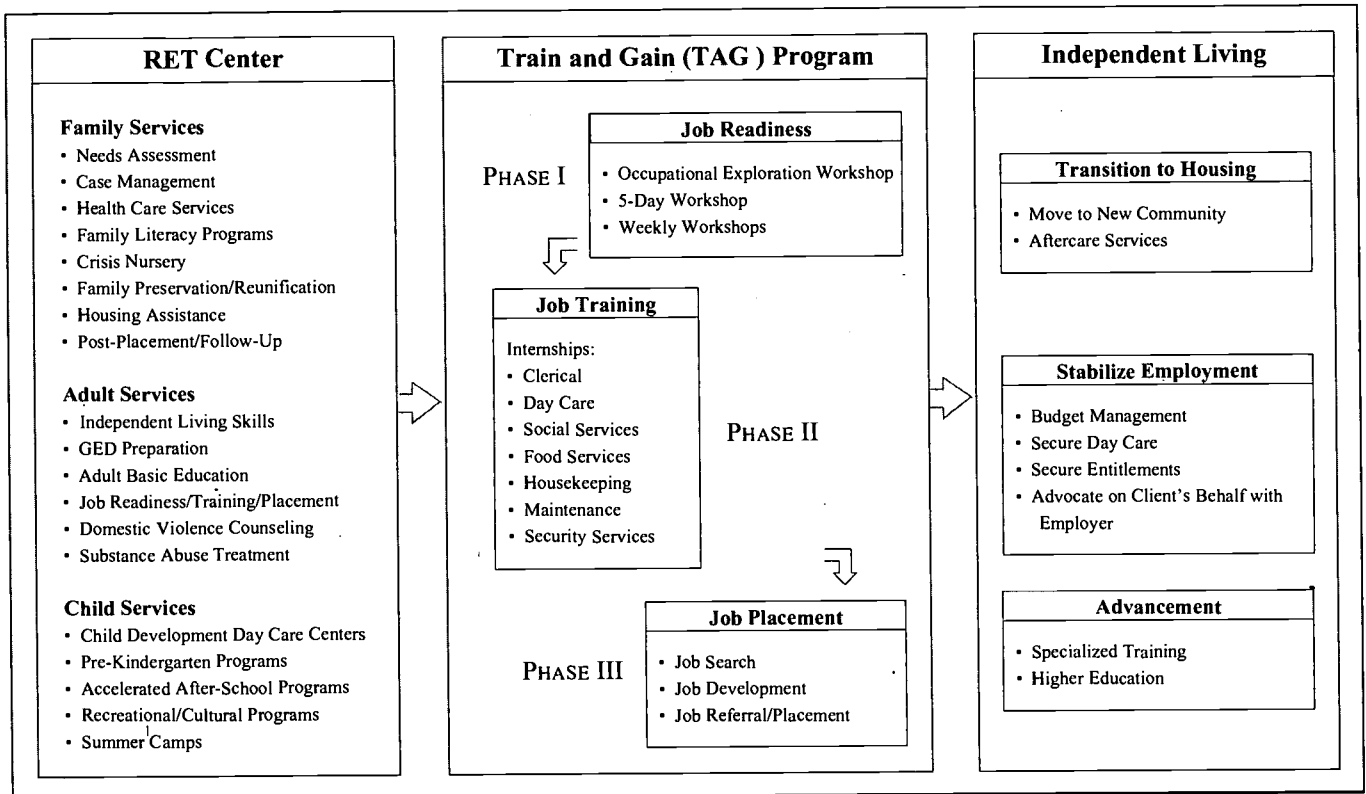 RET Center
Family Services
• Needs Assessment
• Case Management
• Health Care Services
• Family Literacy Programs
• Crisis Nursery
• Family Preservation/Reunification
• Housing Assistance
• Post-Placement/Follow-Up
Adult Services
• Independent Living Skills
• GED Preparation
• Adult Basic Education
• Job Readiness/Training/Placement
• Domestic Violence Counseling
• Substance Abuse Treatment
Child Services
• Child Development Day Care Centers
• Pre-Kindergarten Programs
• Accelerated After-School Programs
• Recreational/Cultural Programs
• Summer Camps
Train and Gain (TAG ) Program
PHASE I
Job Readiness
• Occupational Exploration Workshop
• 5-Day Workshop
• Weekly Workshops
Job Training
Internships:
• Clerical
• Day Care
• Social Services
• Food Services
• Housekeeping
• Maintenance
• Security Services
PHASE II
PHASE III
Job Placement
• Job Search
• Job Development
• Job Referral/Placement
Independent Living
Transition to Housing
• Move to New Community
• Aftercare Services
Stabilize Employment
• Budget Management
• Secure Day Care
• Secure Entitlements
• Advocate on Client's Behalf with
Employer
Advancement
• Specialized Training
• Higher Education